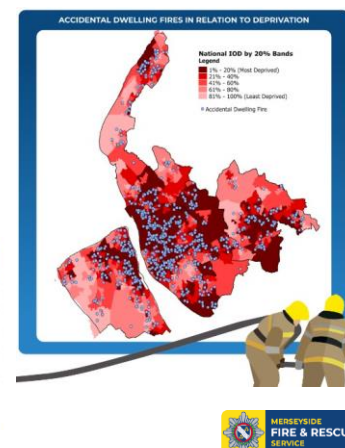 ACCIDENTAL DWELLING FIRES IN RELATION TO DEPRIVATION
National IOD by 20% Bands
Legend
1% - 20% (Most Deprived)
21% - 40%
41% - 60%
61% - 80%
81% - 100% (Least Deprived)
Accidental Dwelling Fire
MERSEYSIDE
FIRE & RESCU
SERVICE